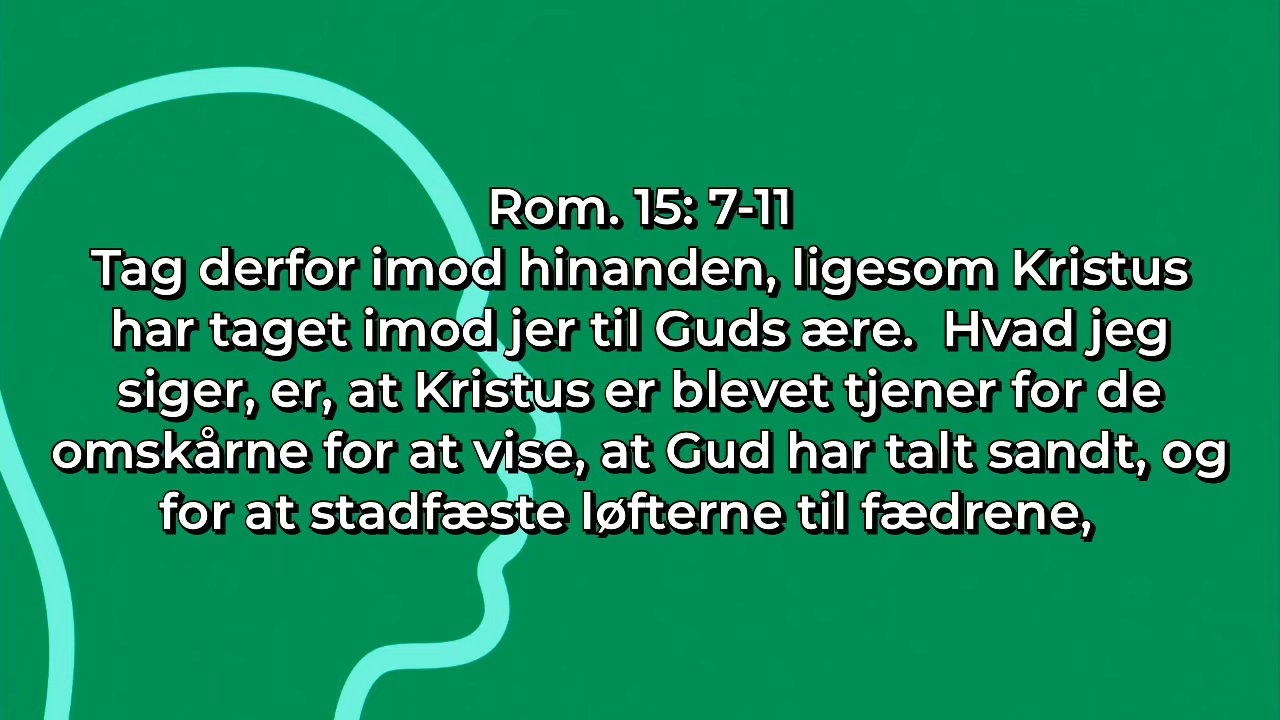 Rom. 15: 7-11
Tag derfor imod hinanden, ligesom Kristus
har taget imod jer til Guds ære.  Hvad jeg
siger, er, at Kristus er blevet tjener for de
omskårne for at vise, at Gud har talt sandt, og
for at stadfæste løfterne til fædrene,